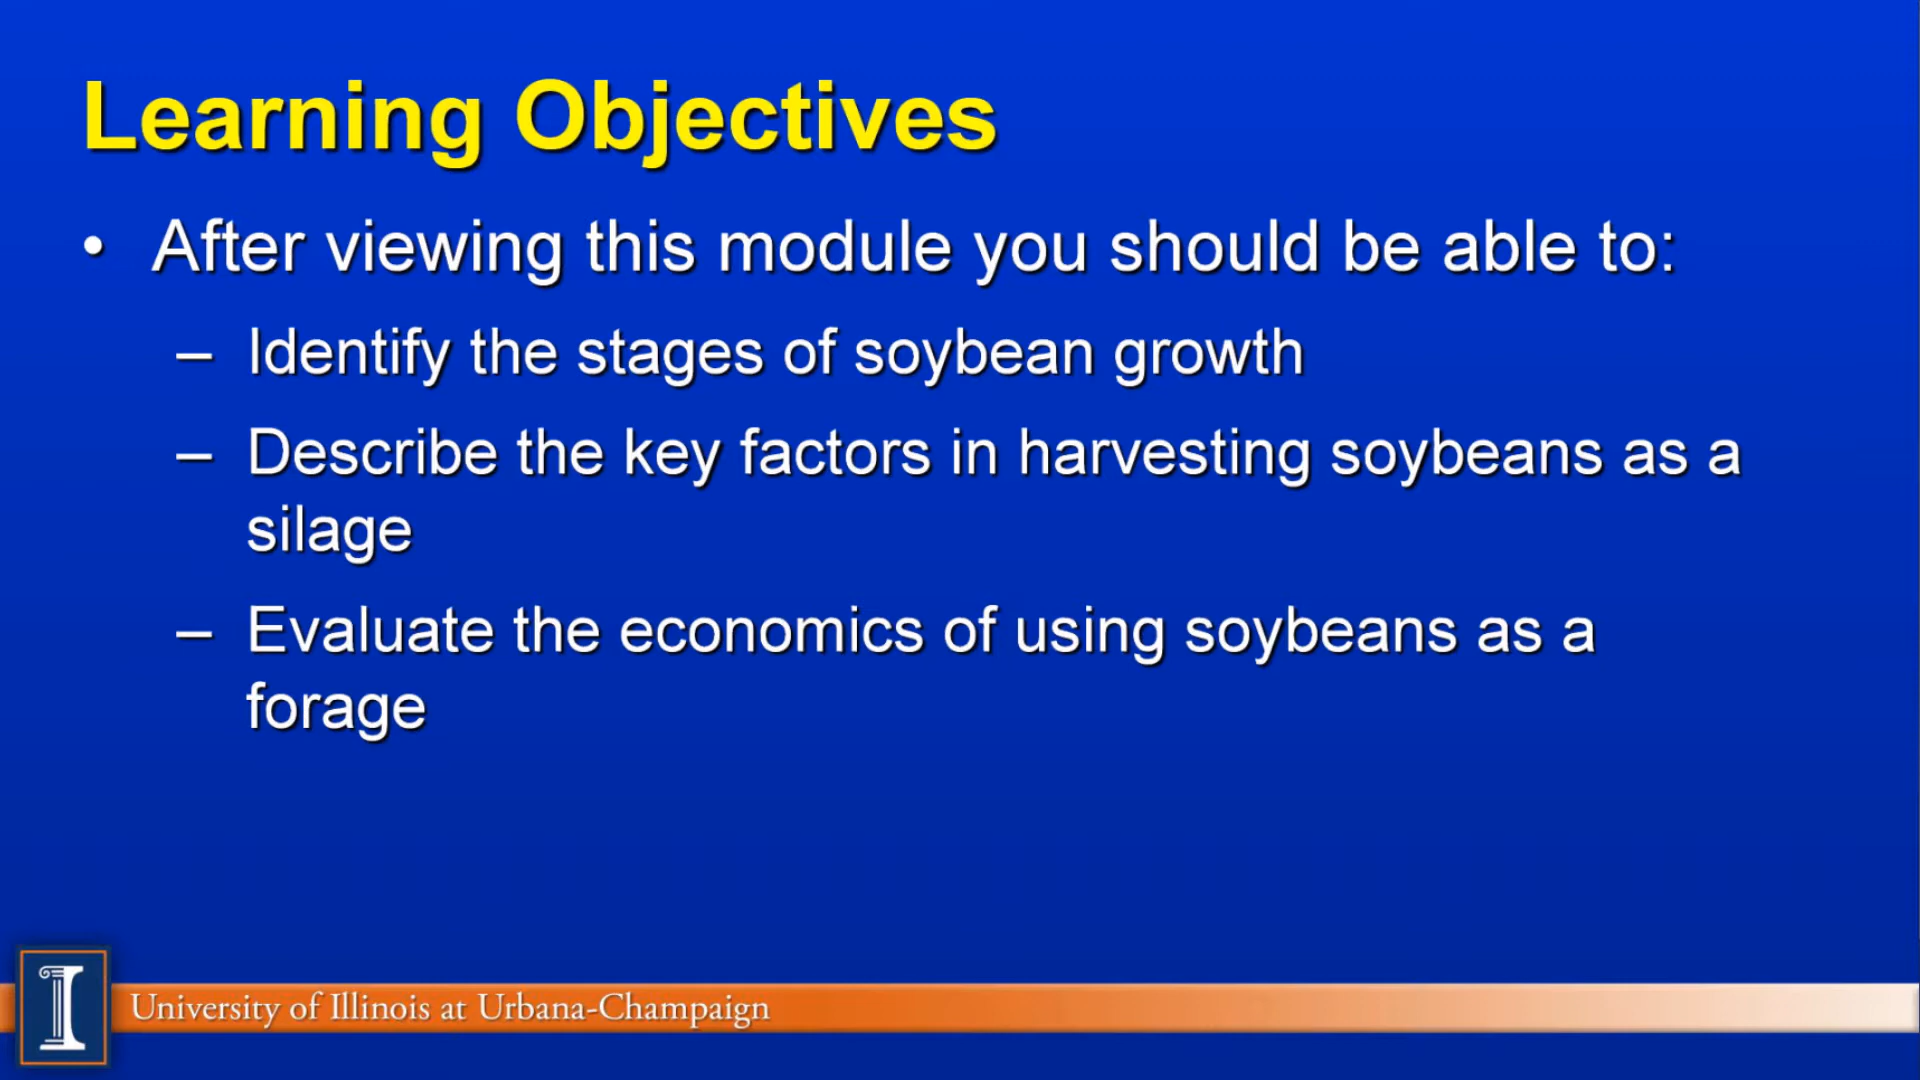 Learning Objectives
• After viewing this module you should be able to:
– Identify the stages of soybean growth
– Describe the key factors in harvesting soybeans as a
silage
– Evaluate the economics of using soybeans as a
forage
I
University of Illinois at Urbana-Champaign